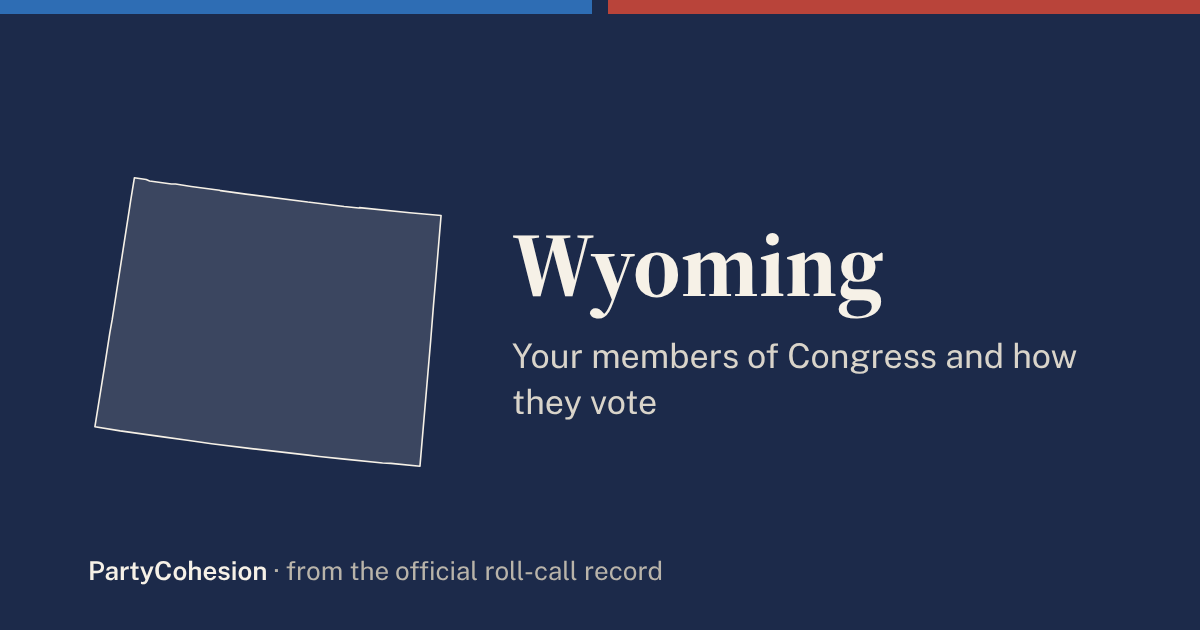 Wyoming
Your members of Congress and how
they vote
PartyCohesion · from the official roll-call record